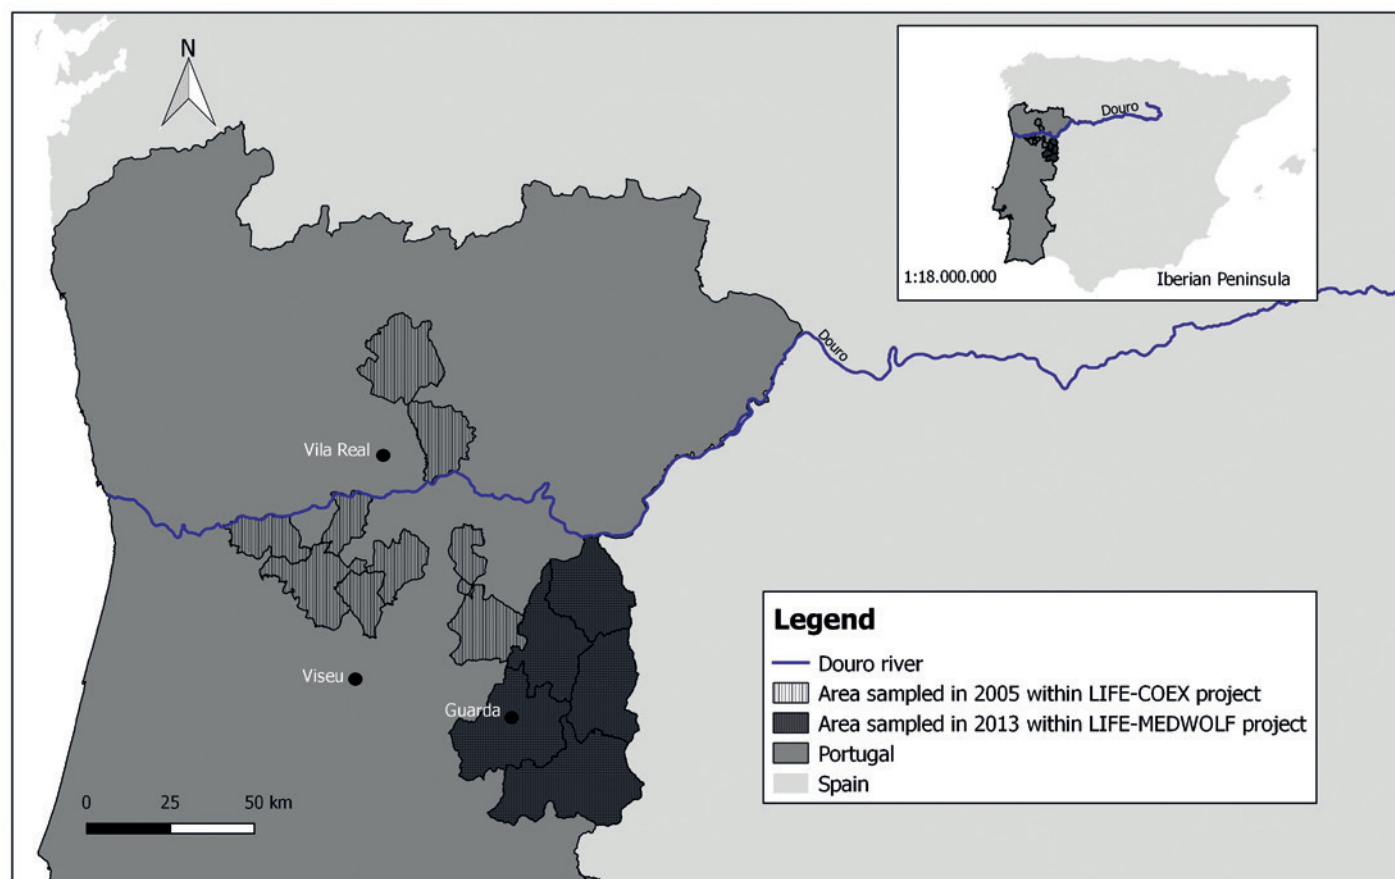 N
Douro
1:18.000.000
Iberian Peninsula
Douro
Vila Real
Viseu
Guarda
Legend
Douro river
Area sampled in 2005 within LIFE-COEX project
Area sampled in 2013 within LIFE-MEDWOLF project
Portugal
Spain
0 25 50 km